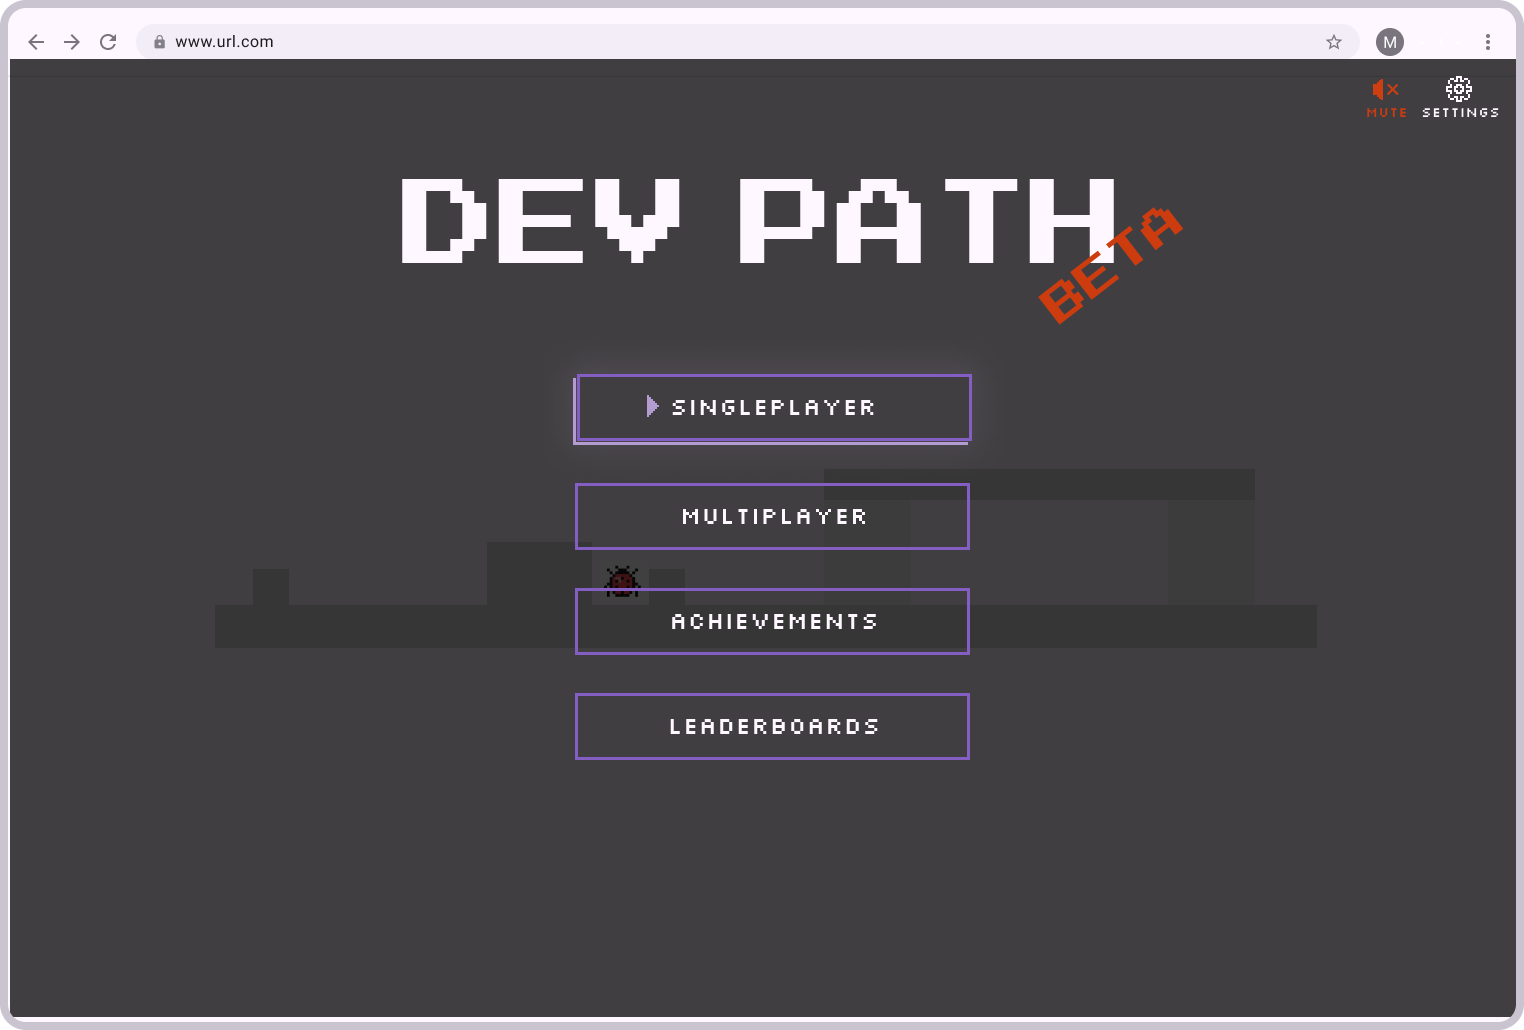 www.url.com
M
MUTE
SETTINGS
DEV PATH
BETA
SINGLEPLAYER
MULTIPLAYER
ACHIEVEMENTS
LEADERBOARDS